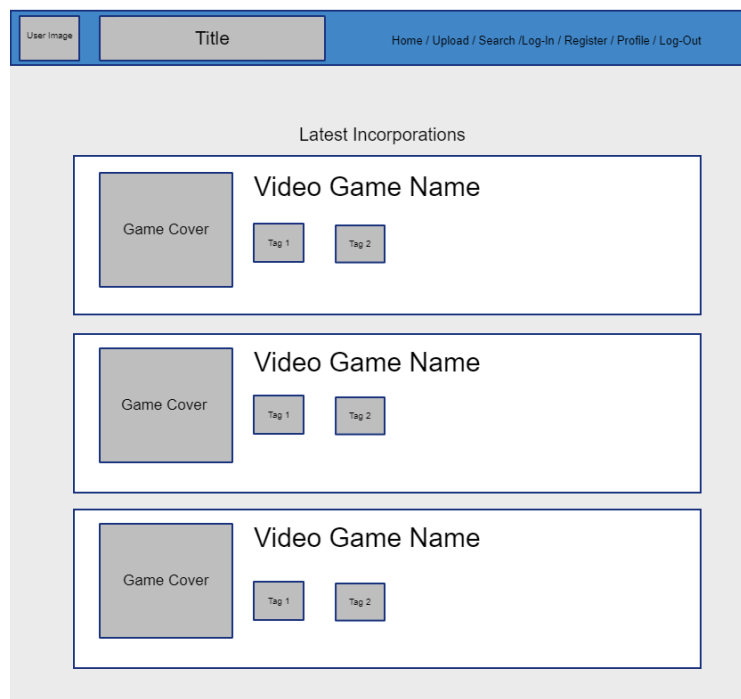 User Image
Title
Home / Upload / Search /Log-In / Register / Profile / Log-Out
Latest Incorporations
Game Cover
Video Game Name
Tag 1
Tag 2
Game Cover
Video Game Name
Tag 1
Tag 2
Game Cover
Video Game Name
Tag 1
Tag 2